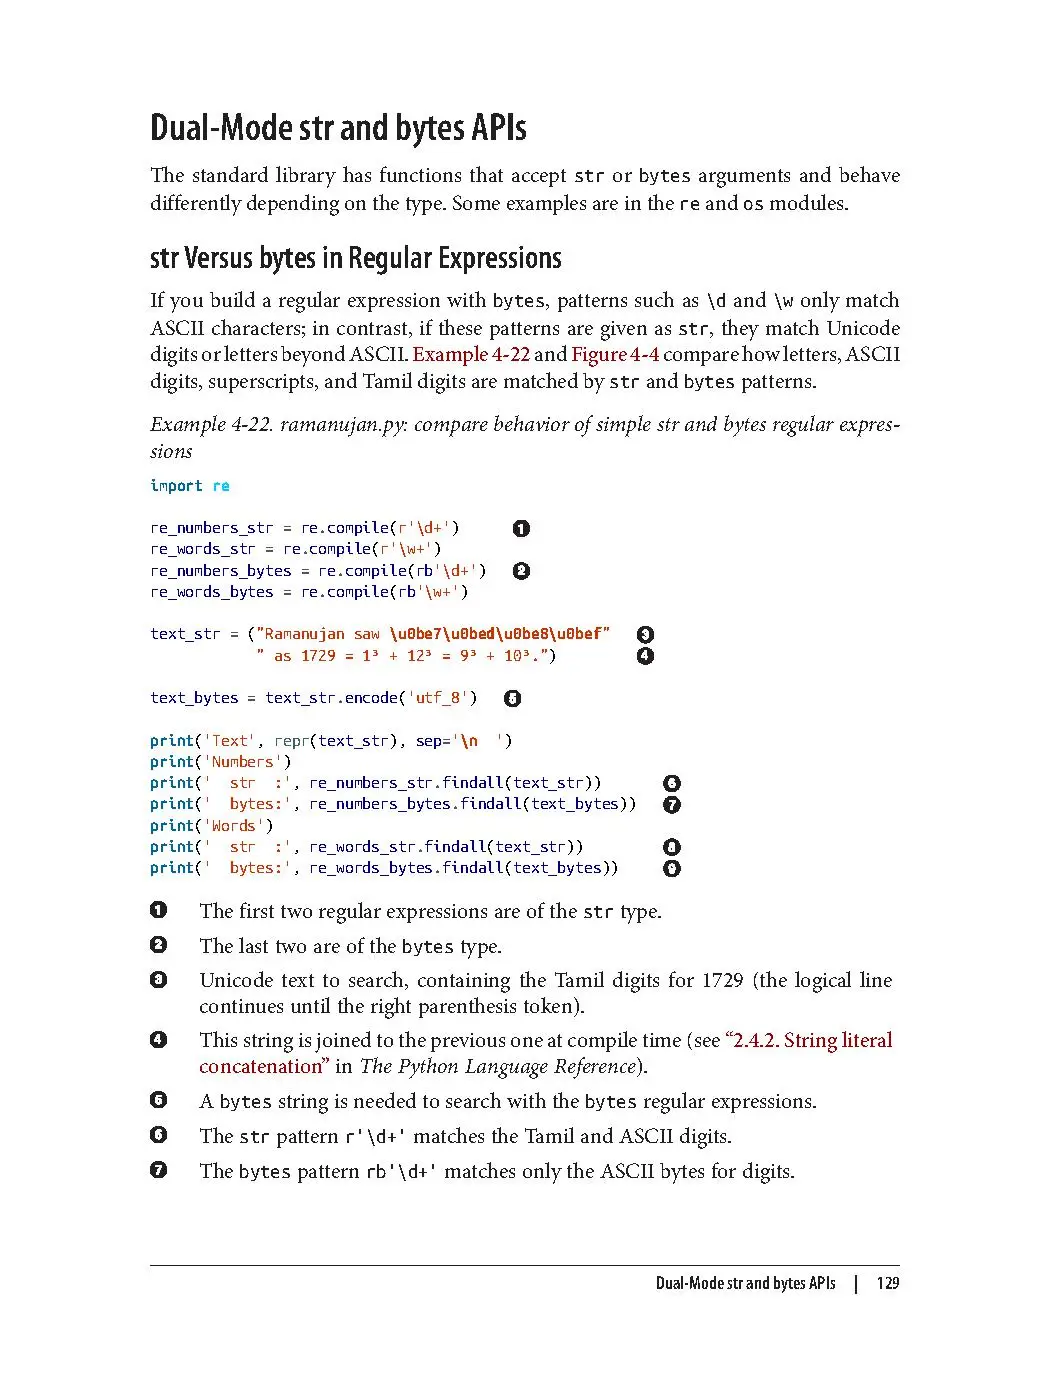 Dual-Mode str and bytes APIs
The standard library has functions that accept str or bytes arguments and behave
differently depending on the type. Some examples are in the re and os modules.
str Versus bytes in Regular Expressions
If you build a regular expression with bytes, patterns such as \d and \w only match
ASCII characters; in contrast, if these patterns are given as str, they match Unicode
digits or letters beyond ASCII. Example 4-22 and Figure 4-4 compare how letters, ASCII
digits, superscripts, and Tamil digits are matched by str and bytes patterns.
Example 4-22. ramanujan.py: compare behavior of simple str and bytes regular expres-
sions
import re
re_numbers_str = re.compile(r'\d+') ❶
re_words_str = re.compile(r'\w+')
re_numbers_bytes = re.compile(rb'\d+') ❷
re_words_bytes = re.compile(rb'\w+')
text_str = ("Ramanujan saw \u0be7\u0bed\u0be8\u0bef" ❸
" as 1729 = 1³ + 12³ = 9³ + 10³.") ❹
text_bytes = text_str.encode('utf_8') ❺
print('Text', repr(text_str), sep='\n  ')
print('Numbers')
print('  str  :', re_numbers_str.findall(text_str)) ❻
print('  bytes:', re_numbers_bytes.findall(text_bytes)) ❼
print('Words')
print('  str  :', re_words_str.findall(text_str)) ❽
print('  bytes:', re_words_bytes.findall(text_bytes)) ❾
❶ The first two regular expressions are of the str type.
❷ The last two are of the bytes type.
❸ Unicode text to search, containing the Tamil digits for 1729 (the logical line
continues until the right parenthesis token).
❹ This string is joined to the previous one at compile time (see “2.4.2. String literal
concatenation” in The Python Language Reference).
❺ A bytes string is needed to search with the bytes regular expressions.
❻ The str pattern r'\d+' matches the Tamil and ASCII digits.
❼ The bytes pattern rb'\d+' matches only the ASCII bytes for digits.
Dual-Mode str and bytes APIs | 129